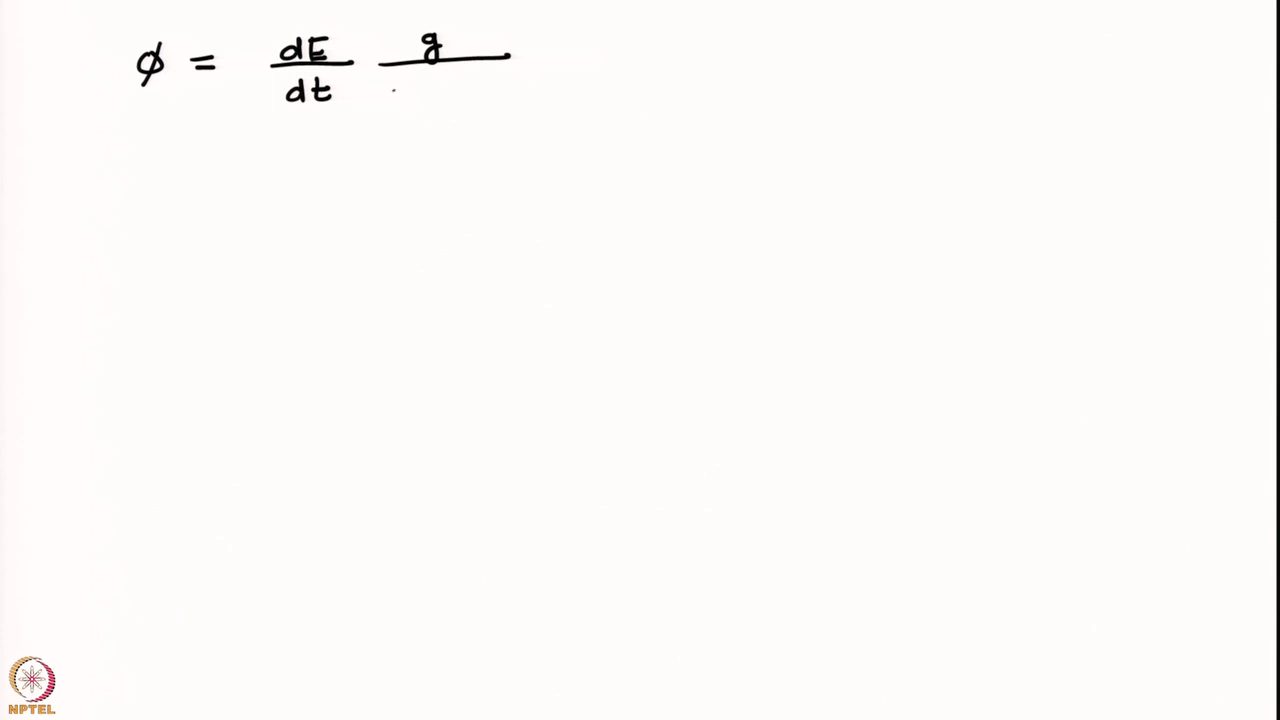 ϕ = dE/dt g/
NPTEL